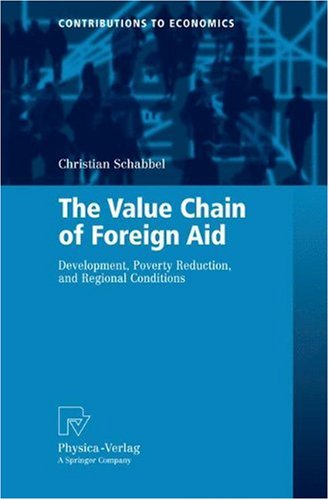 CONTRIBUTIONS TO ECONOMICS
Christian Schabbel
The Value Chain
of Foreign Aid
Development, Poverty Reduction,
and Regional Conditions
Physica-Verlag
A Springer Company